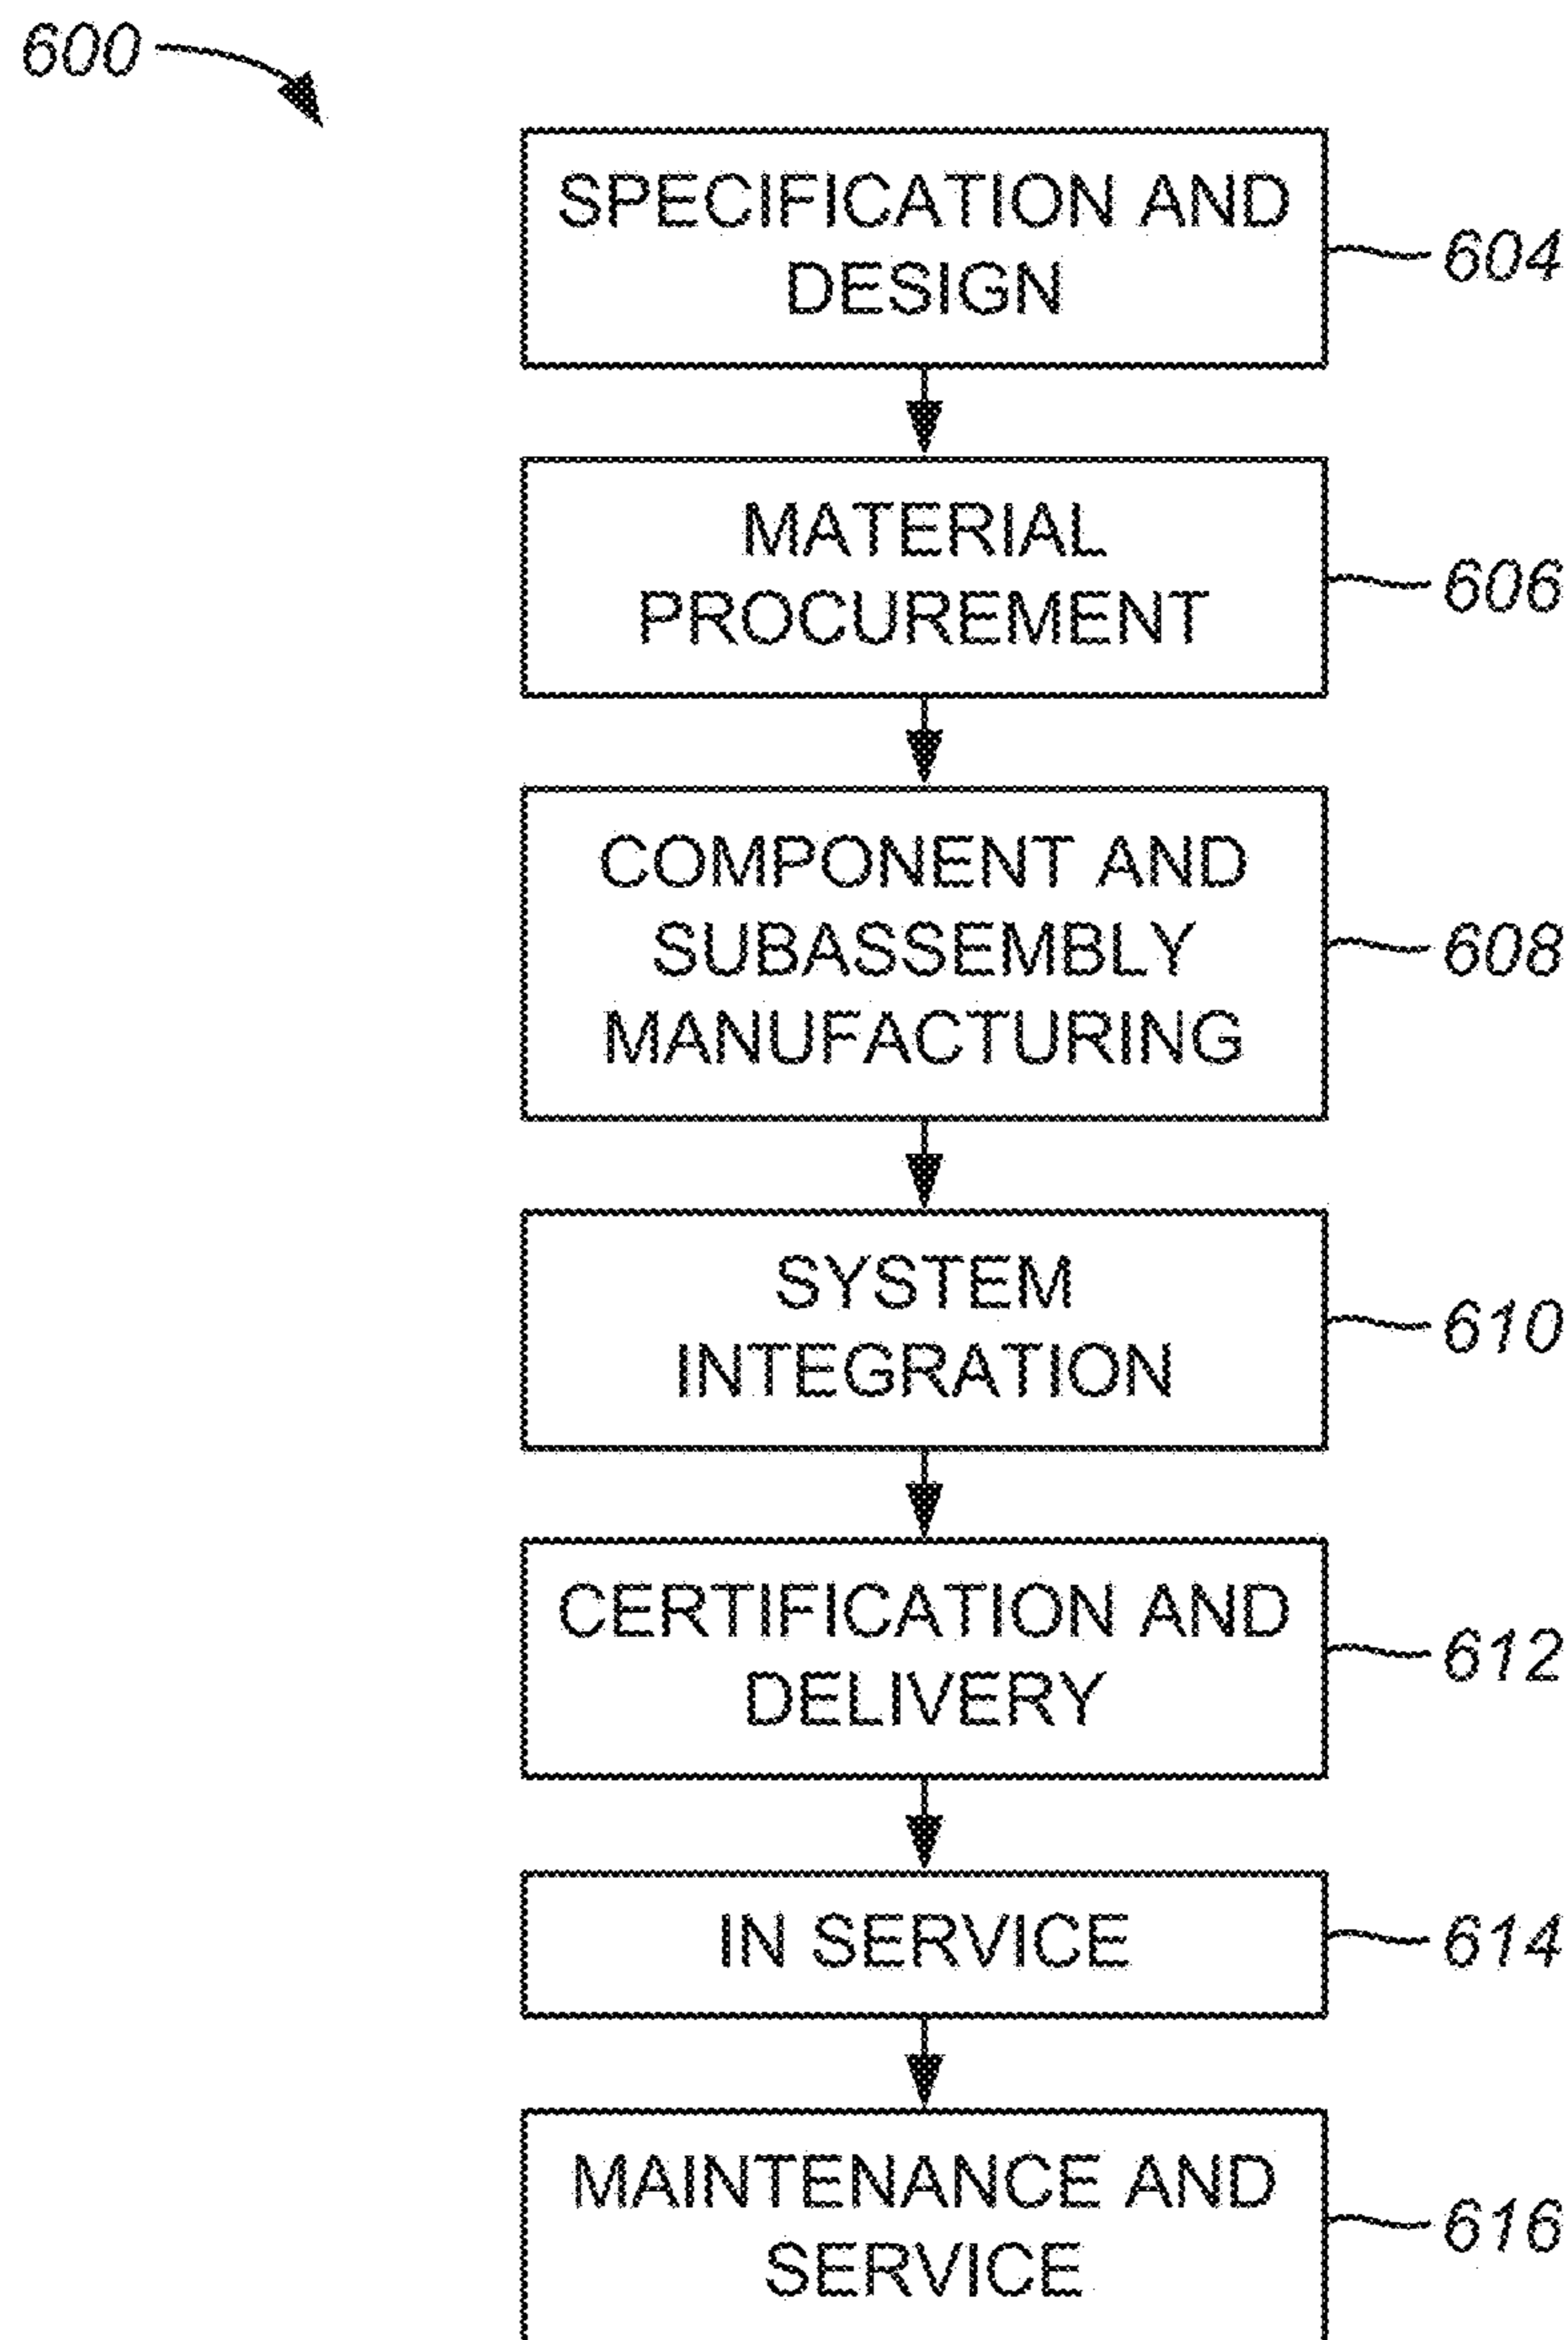 600
SPECIFICATION AND
DESIGN
604
MATERIAL
PROCUREMENT
606
COMPONENT AND
SUBASSEMBLY
MANUFACTURING
608
SYSTEM
INTEGRATION
610
CERTIFICATION AND
DELIVERY
612
IN SERVICE
614
MAINTENANCE AND
SERVICE
616